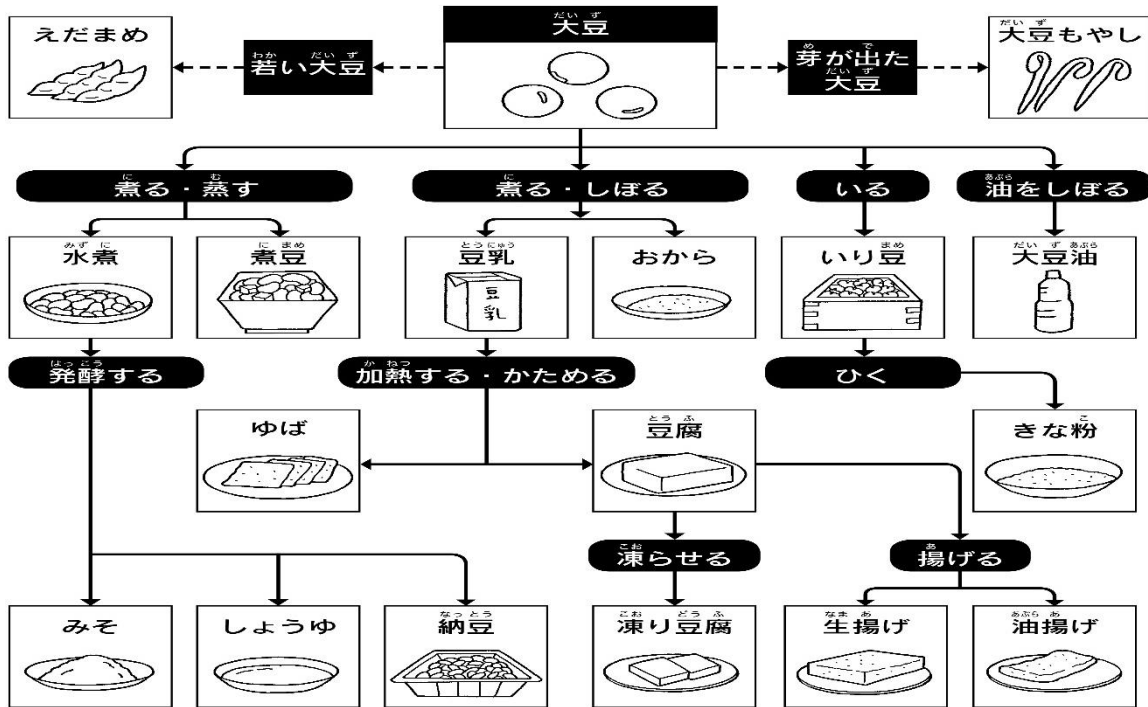 大豆
えだまめ
若い大豆
芽が出た
大豆
大豆もやし
煮る・蒸す
煮る・しぼる
いる
油をしぼる
水煮
煮豆
豆乳
豆乳
おから
いり豆
大豆油
発酵する
加熱する・かためる
ひく
ゆば
豆腐
きな粉
凍らせる
揚げる
みそ
しょうゆ
納豆
凍り豆腐
生揚げ
油揚げ